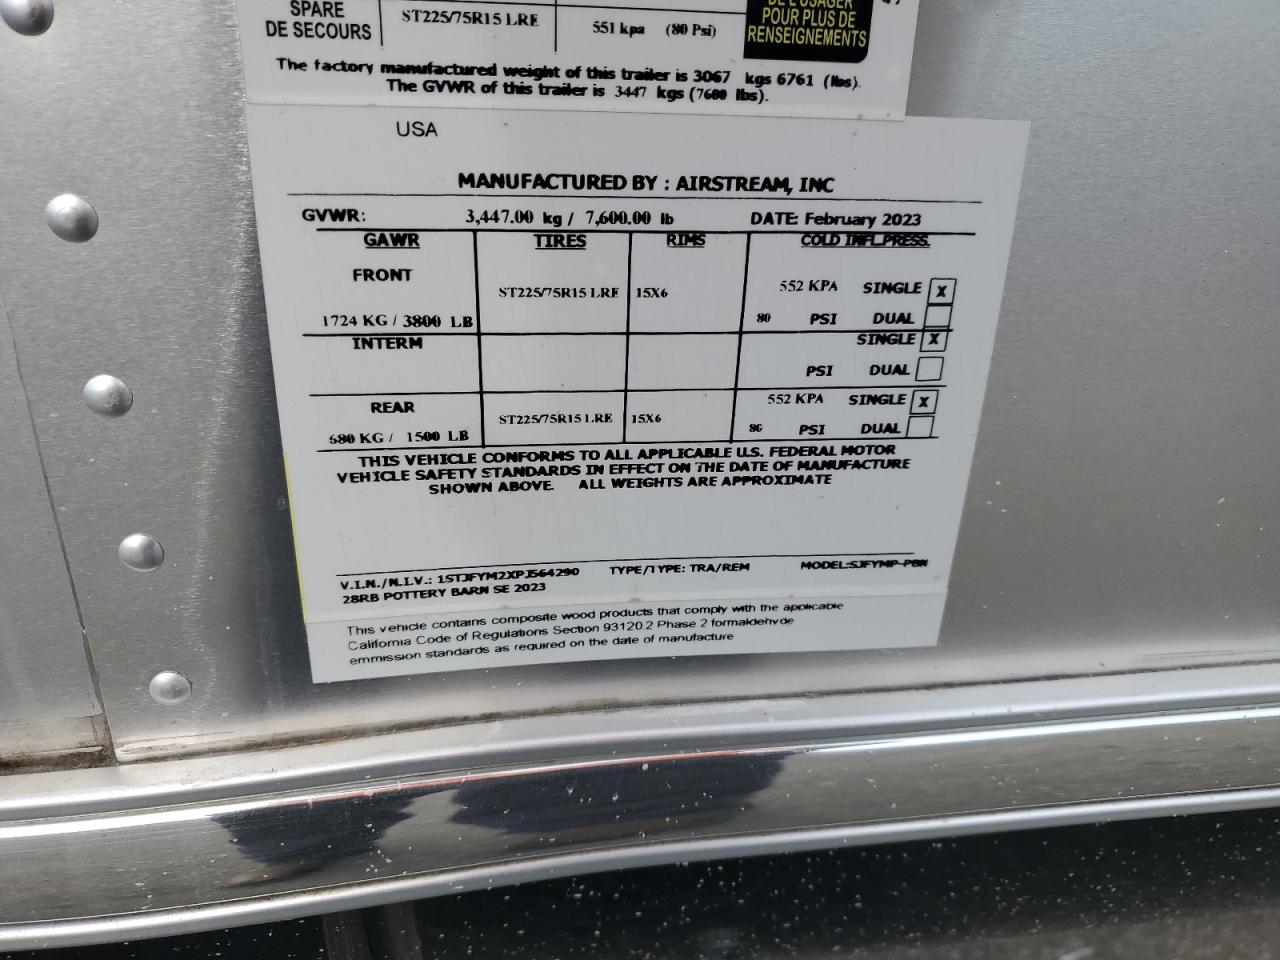 DE L'USAGER
POUR PLUS DE
RENSEIGNEMENTS
SPARE
DE SECOURS
ST225/75R15 LRE
551 kpa (80 Psi)
The factory manufactured weight of this trailer is 3067 kgs 6761 (lbs).
The GVWR of this trailer is 3447 kgs (7600 lbs).
USA
MANUFACTURED BY : AIRSTREAM, INC
GVWR: 3,447.00 kg / 7,600.00 lb DATE: February 2023
GAWR TIRES RIMS COLD INFL.PRESS.
FRONT
ST225/75R15 LRE 15X6 552 KPA SINGLE X
1724 KG / 3800 LB 80 PSI DUAL
INTERM SINGLE X
PSI DUAL
REAR 552 KPA SINGLE X
ST225/75R15 LRE 15X6
680 KG / 1500 LB 80 PSI DUAL
THIS VEHICLE CONFORMS TO ALL APPLICABLE U.S. FEDERAL MOTOR
VEHICLE SAFETY STANDARDS IN EFFECT ON THE DATE OF MANUFACTURE
SHOWN ABOVE. ALL WEIGHTS ARE APPROXIMATE
V.I.N./N.I.V.: 1STJFYM2XPJ564290 TYPE/TYPE: TRA/REM MODEL:SJFYMP-PBN
28RB POTTERY BARN SE 2023
This vehicle contains composite wood products that comply with the applicable
California Code of Regulations Section 93120.2 Phase 2 formaldehyde
emmission standards as required on the date of manufacture